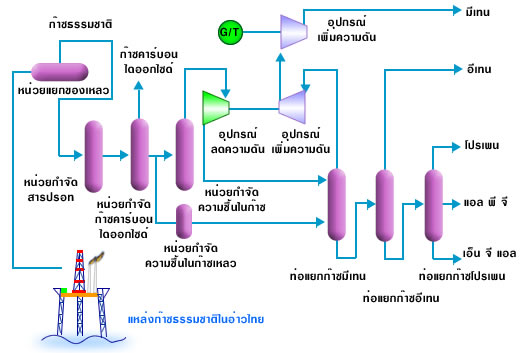 ก๊าซธรรมชาติ
หน่วยแยกของเหลว
ก๊าซคาร์บอน
ไดออกไซด์
G/T
อุปกรณ์
เพิ่มความดัน
มีเทน
อีเทน
อุปกรณ์
ลดความดัน
อุปกรณ์
เพิ่มความดัน
โปรเพน
หน่วยกำจัด
สารปรอท
หน่วยกำจัด
ก๊าซคาร์บอน
ไดออกไซด์
หน่วยกำจัด
ความชื้นในก๊าซ
แอล พี จี
หน่วยกำจัด
ความชื้นในก๊าซเหลว
เอ็น จี แอล
ท่อแยกก๊าซมีเทน
ท่อแยกก๊าซอีเทน
ท่อแยกก๊าซโปรเพน
แหล่งก๊าซธรรมชาติในอ่าวไทย